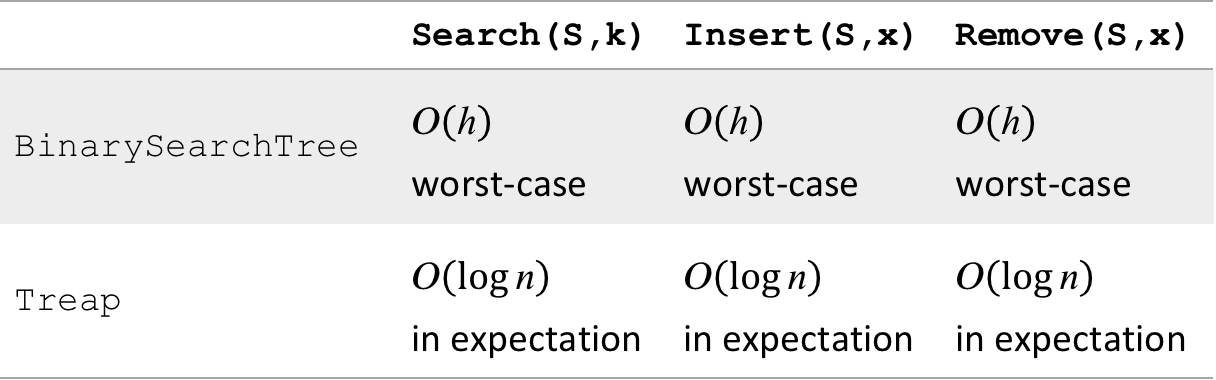 Search(S,k) Insert(S,x) Remove(S,x)
BinarySearchTree O(h) worst-case O(h) worst-case O(h) worst-case
Treap O(log n) in expectation O(log n) in expectation O(log n) in expectation